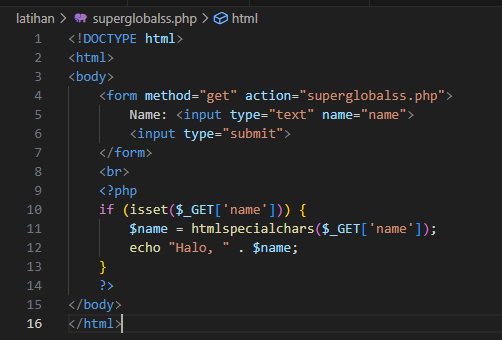 latihan > superglobalss.php > html
1 <!DOCTYPE html>
2 <html>
3 <body>
4     <form method="get" action="superglobalss.php">
5         Name: <input type="text" name="name">
6         <input type="submit">
7     </form>
8     <br>
9     <?php
10     if (isset($_GET['name'])) {
11         $name = htmlspecialchars($_GET['name']);
12         echo "Halo, " . $name;
13     }
14     ?>
15 </body>
16 </html>